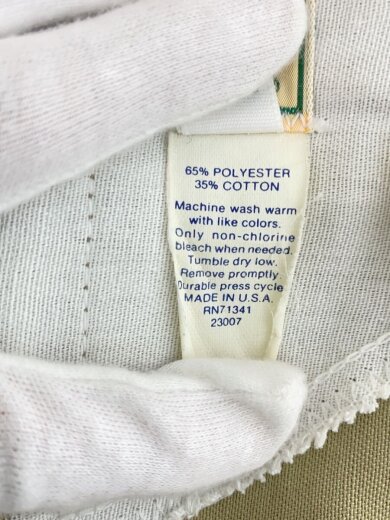 65% POLYESTER
35% COTTON
Machine wash warm
with like colors.
Only non-chlorine
bleach when needed.
Tumble dry low.
Remove promptly.
Durable press cycle
MADE IN U.S.A.
RN71341
23007